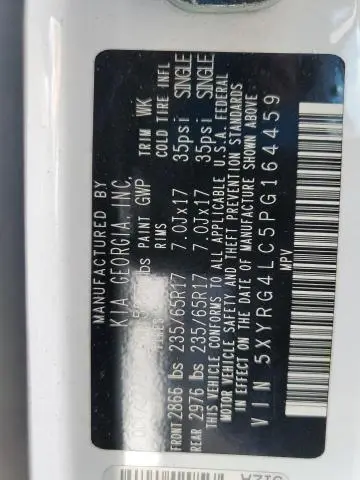 MANUFACTURED BY
KIA GEORGIA, INC.
lbs PAINT GWP TRIM WK
RIMS COLD TIRE INFL
FRONT 2866 lbs 235/65R17 7.0Jx17 35psi SINGLE
REAR 2976 lbs 235/65R17 7.0Jx17 35psi SINGLE
THIS VEHICLE CONFORMS TO ALL APPLICABLE U.S.A. FEDERAL
MOTOR VEHICLE SAFETY AND THEFT PREVENTION STANDARDS
IN EFFECT ON THE DATE OF MANUFACTURE SHOWN ABOVE.
VIN 5XYRG4LC5PG164459
MPV